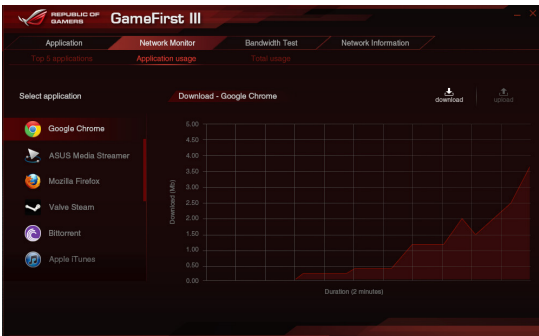 REPUBLIC OF
GAMERS
GameFirst III
Application
Network Monitor
Bandwidth Test
Network Information
Top 5 applications
Application usage
Total usage
Select application
Download - Google Chrome
download
upload
Google Chrome
ASUS Media Streamer
Mozilla Firefox
Valve Steam
Bittorrent
Apple iTunes
Download (Mb)
5.00
4.50
4.00
3.50
3.00
2.50
2.00
1.50
1.00
0.50
0.00
Duration (2 minutes)